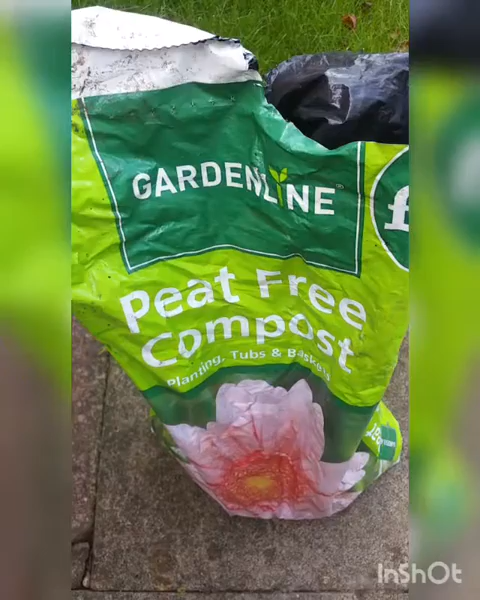 GARDENLINE®
£
Peat Free
Compost
Planting, Tubs & Baskets
InShOt